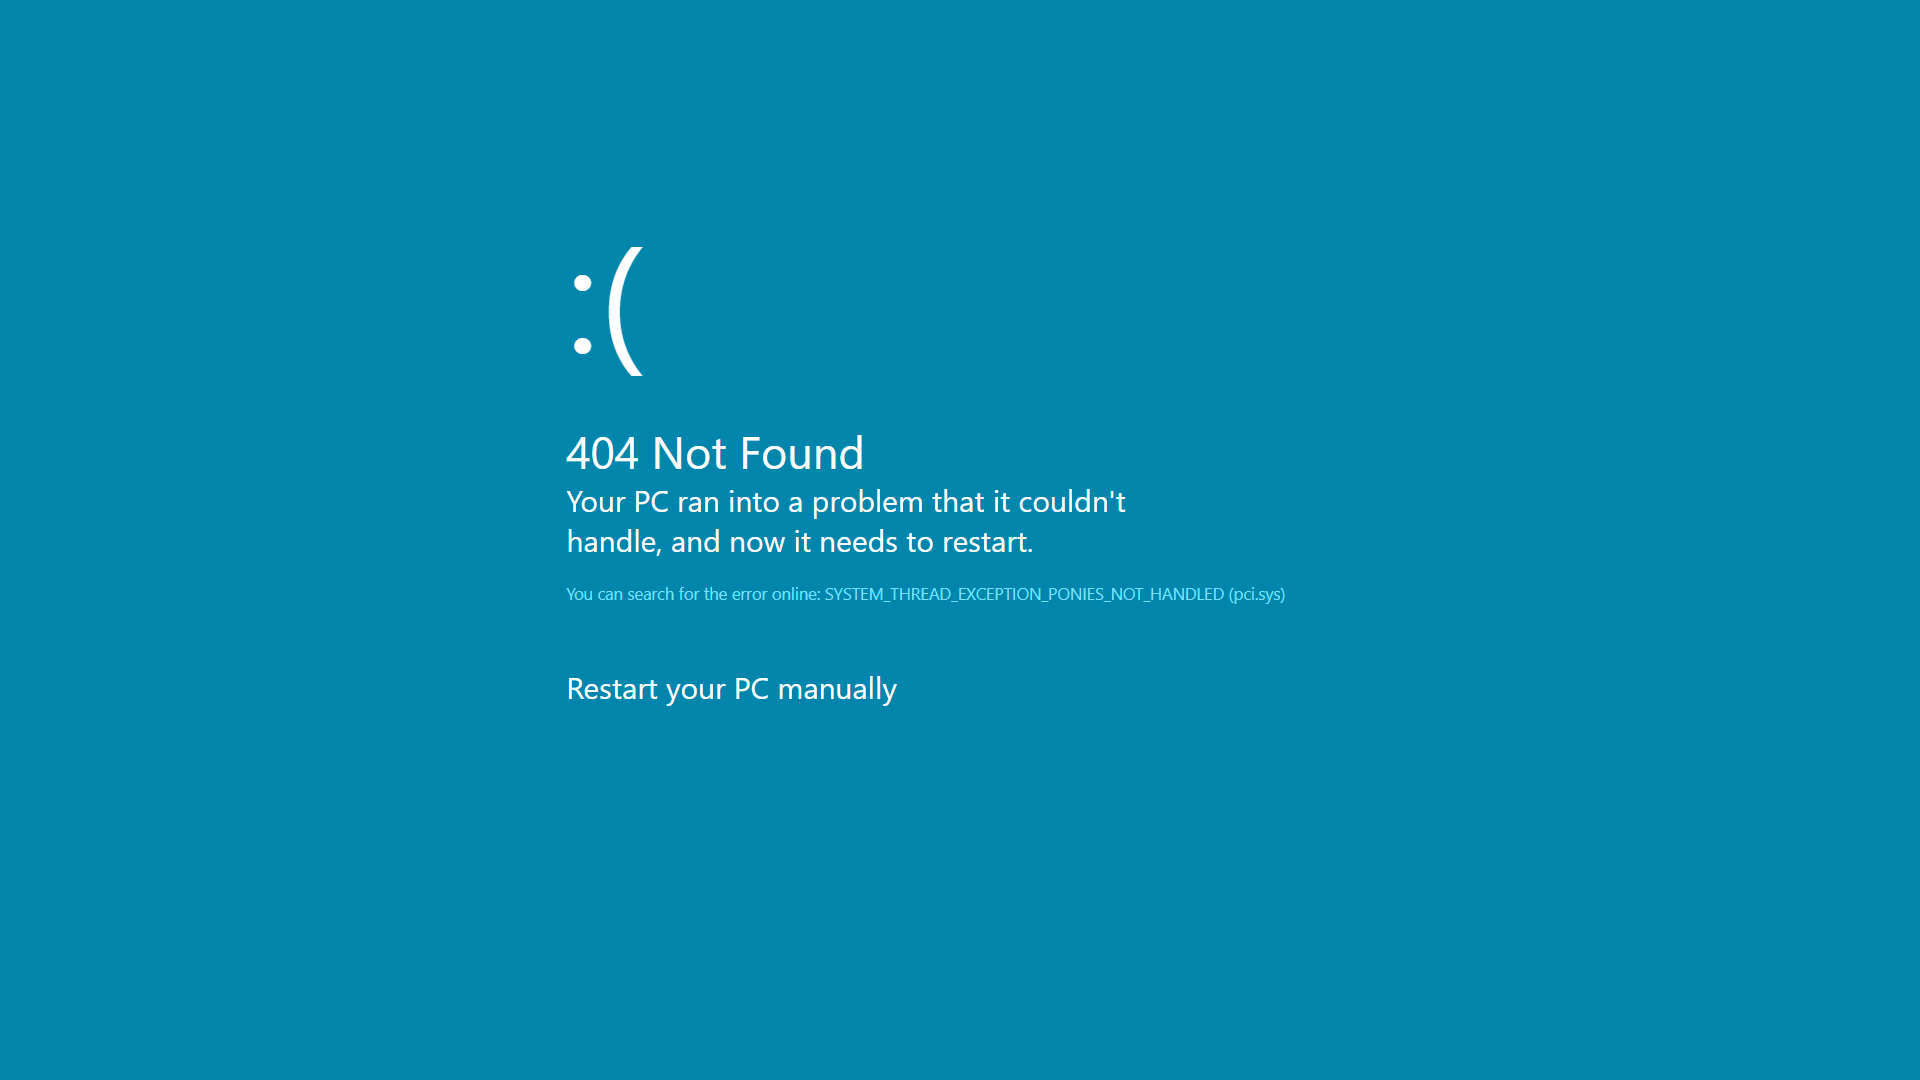 :(
404 Not Found
Your PC ran into a problem that it couldn't
handle, and now it needs to restart.
You can search for the error online: SYSTEM_THREAD_EXCEPTION_PONIES_NOT_HANDLED (pci.sys)
Restart your PC manually